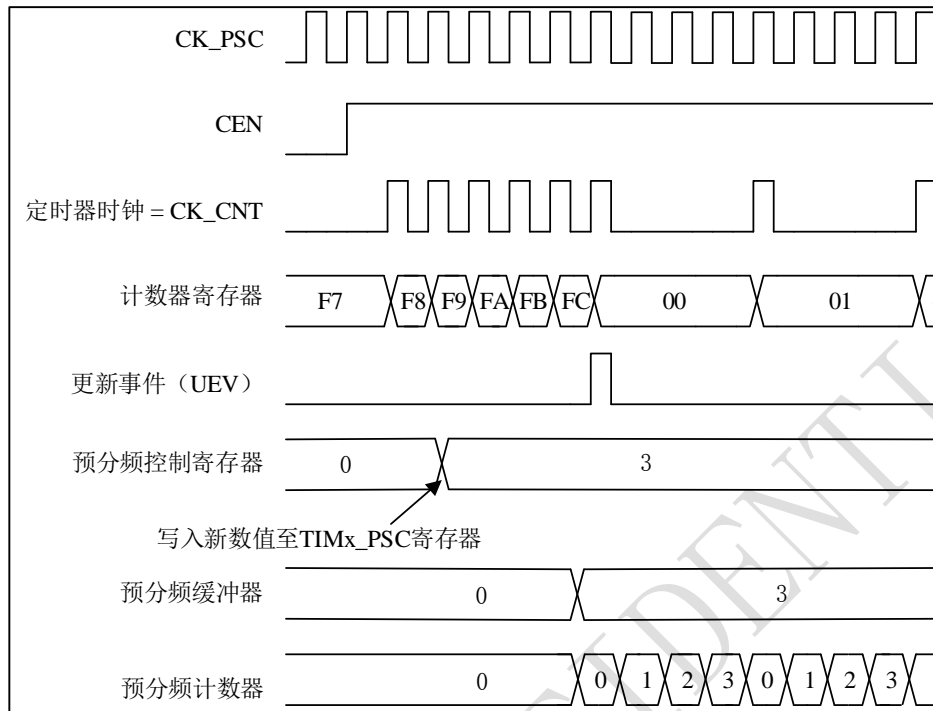 CK_PSC
CEN
定时器时钟 = CK_CNT
计数器寄存器
F7 F8 F9 FA FB FC 00 01
更新事件（UEV）
预分频控制寄存器
0 3
写入新数值至TIMx_PSC寄存器
预分频缓冲器
0 3
预分频计数器
0 0 1 2 3 0 1 2 3